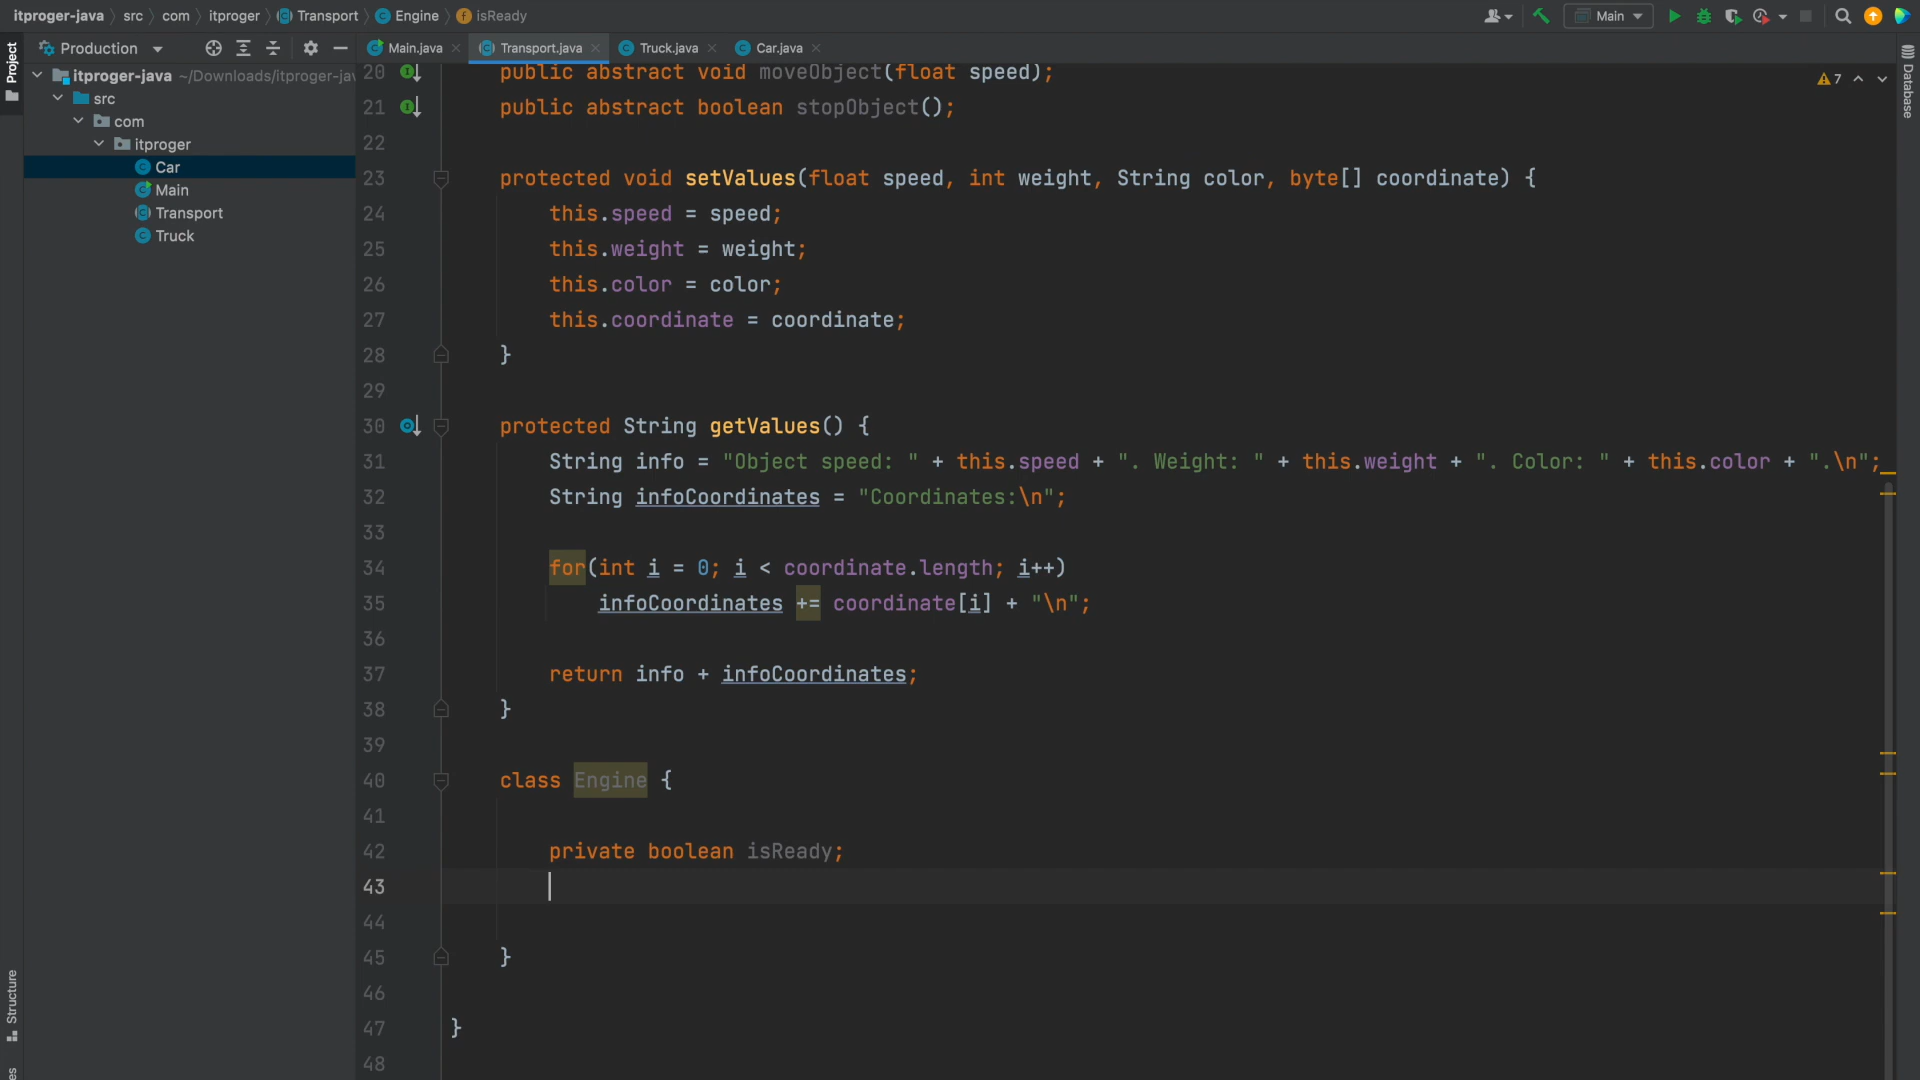 itproger-java src com itproger Transport Engine isReady Main
Project Production Main.java Transport.java Truck.java Car.java
itproger-java ~/Downloads/itproger-jav
src
com
itproger
Car
Main
Transport
Truck
Structure
20 public abstract void moveObject(float speed);
21 public abstract boolean stopObject();
22
23 protected void setValues(float speed, int weight, String color, byte[] coordinate) {
24 this.speed = speed;
25 this.weight = weight;
26 this.color = color;
27 this.coordinate = coordinate;
28 }
29
30 protected String getValues() {
31 String info = "Object speed: " + this.speed + ". Weight: " + this.weight + ". Color: " + this.color + ".\n";
32 String infoCoordinates = "Coordinates:\n";
33
34 for(int i = 0; i < coordinate.length; i++)
35 infoCoordinates += coordinate[i] + "\n";
36
37 return info + infoCoordinates;
38 }
39
40 class Engine {
41
42 private boolean isReady;
43
44
45 }
46
47 }
48
7
Database